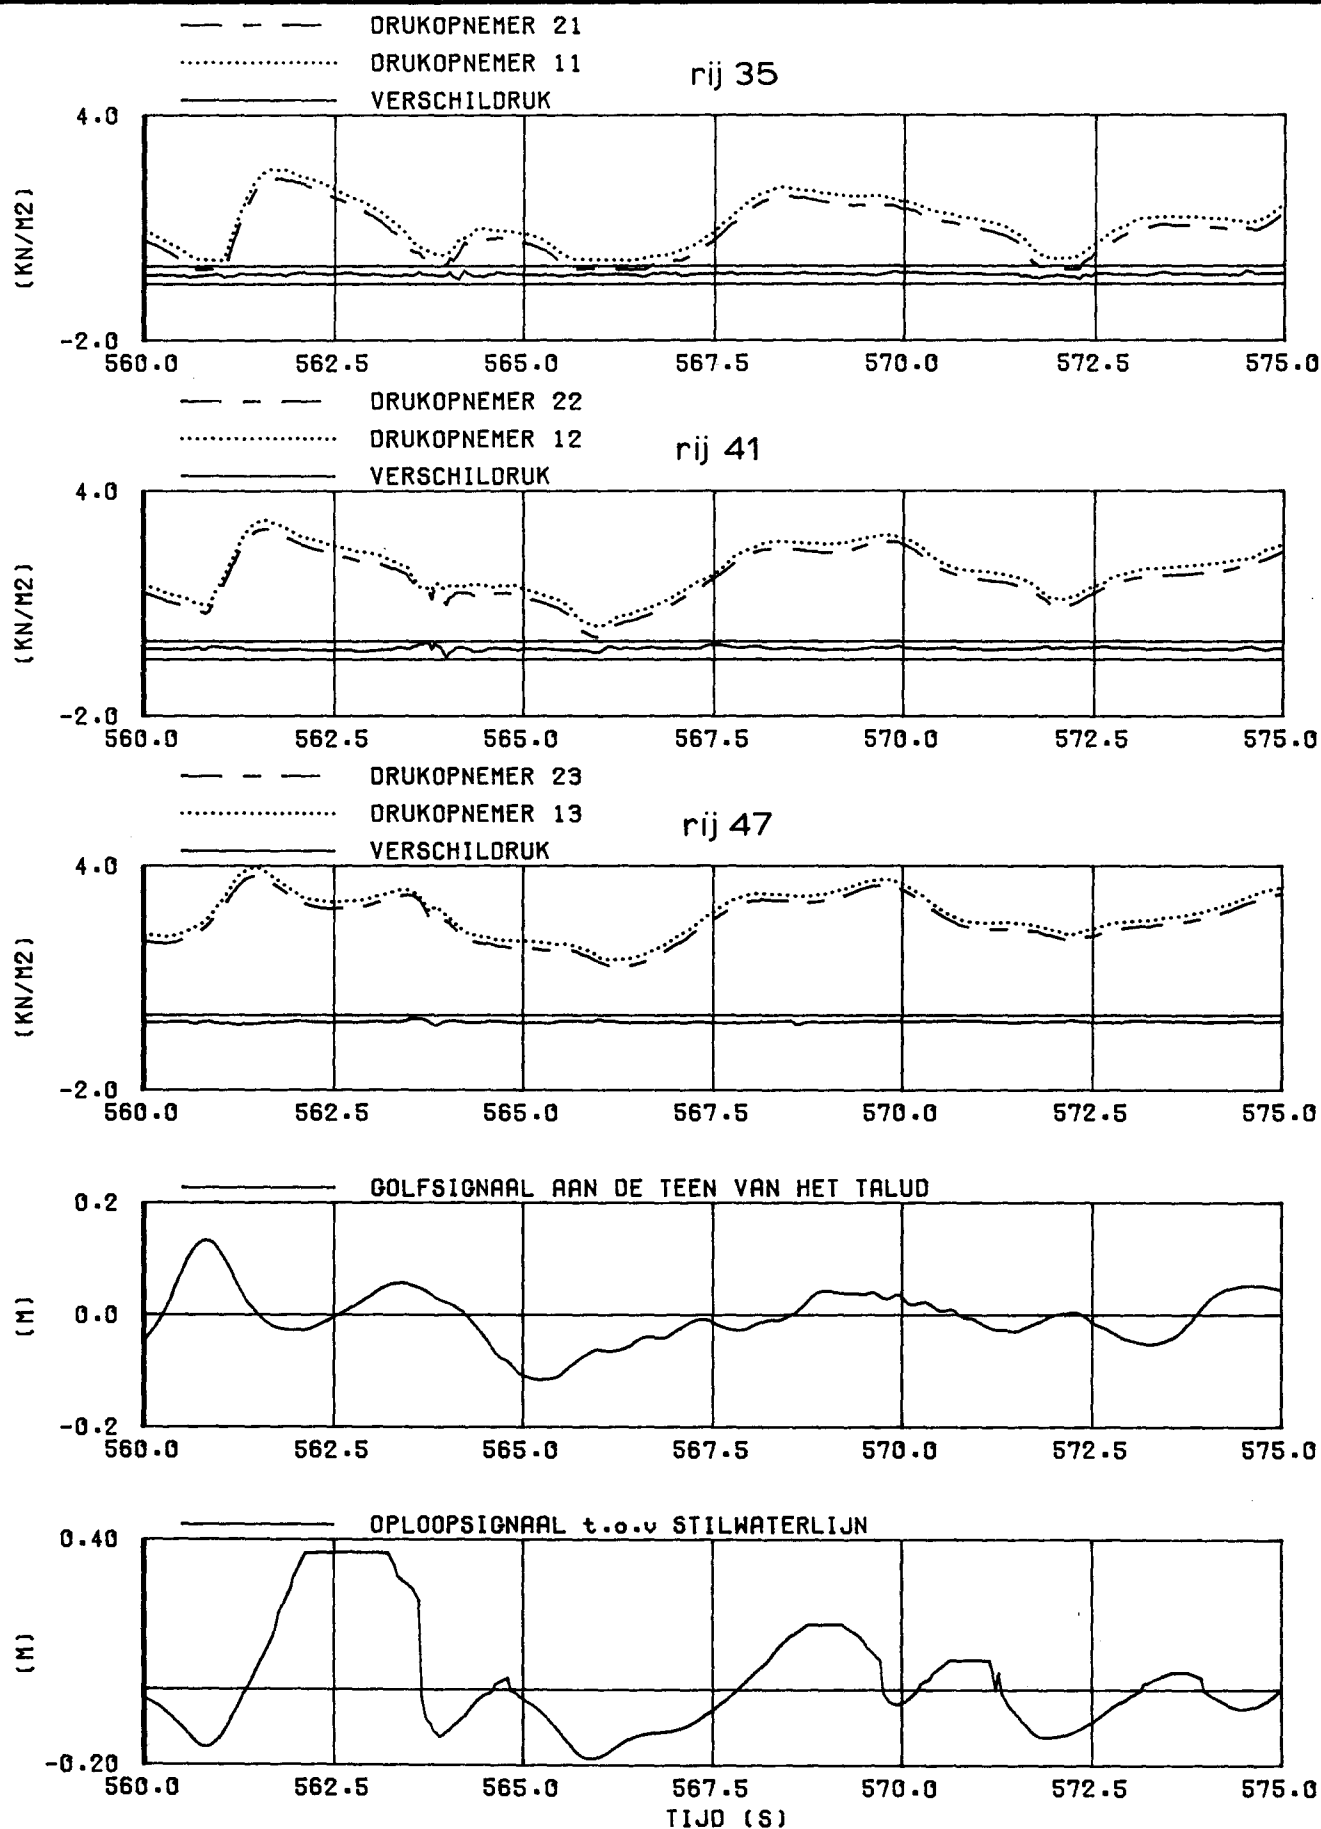 DRUKOPNEMER 21
DRUKOPNEMER 11
rij 35
VERSCHILDRUK
4.0
(KN/M2)
-2.0
560.0 562.5 565.0 567.5 570.0 572.5 575.0
DRUKOPNEMER 22
DRUKOPNEMER 12
rij 41
VERSCHILDRUK
4.0
(KN/M2)
-2.0
560.0 562.5 565.0 567.5 570.0 572.5 575.0
DRUKOPNEMER 23
DRUKOPNEMER 13
rij 47
VERSCHILDRUK
4.0
(KN/M2)
-2.0
560.0 562.5 565.0 567.5 570.0 572.5 575.0
GOLFSIGNAAL AAN DE TEEN VAN HET TALUD
0.2
(M)
0.0
-0.2
560.0 562.5 565.0 567.5 570.0 572.5 575.0
OPLOOPSIGNAAL t.o.v STILWATERLIJN
0.40
(M)
-0.20
560.0 562.5 565.0 567.5 570.0 572.5 575.0
TIJD (S)